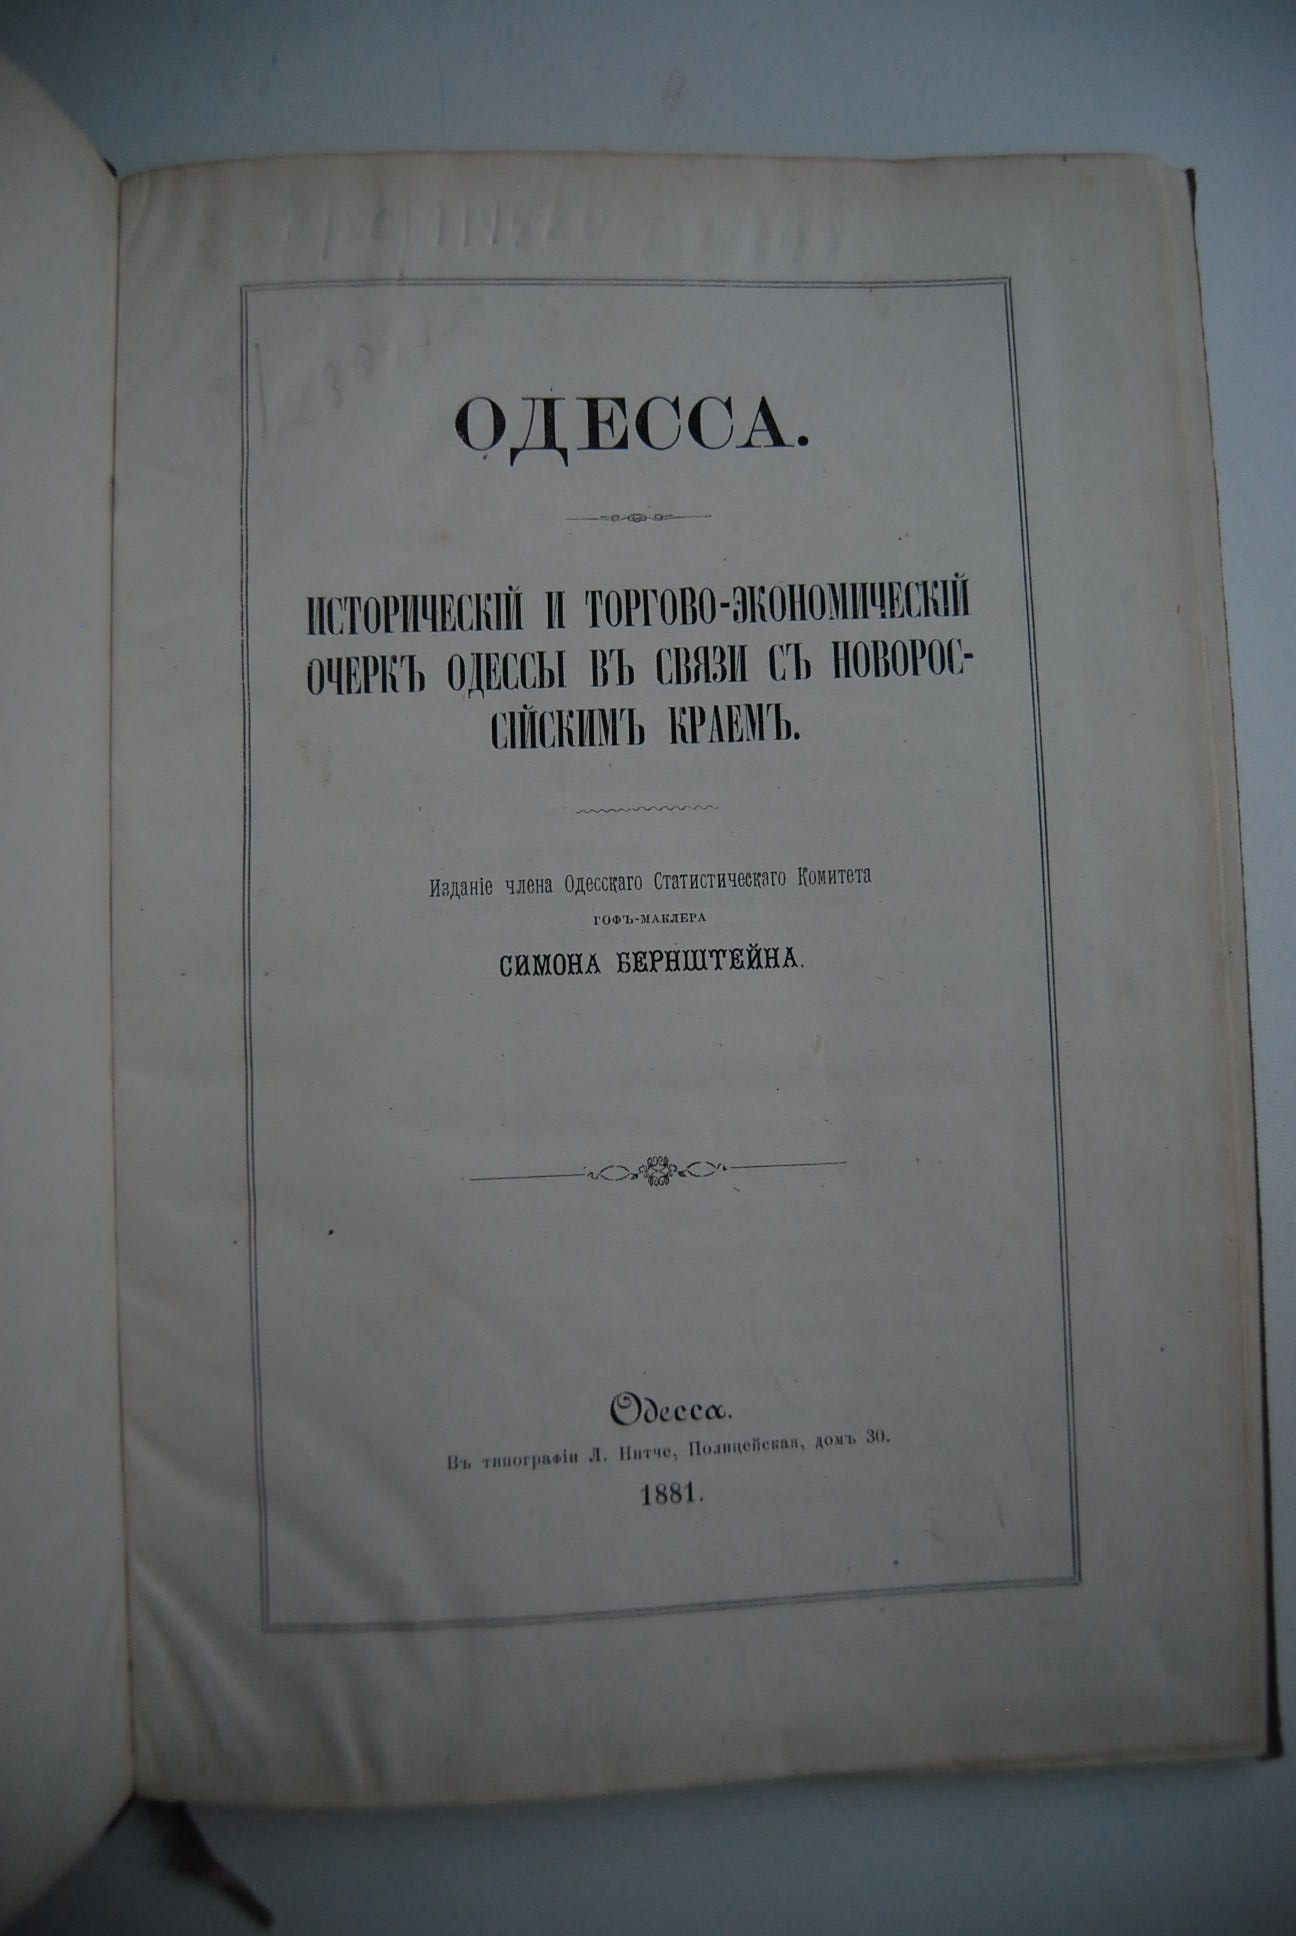 ОДЕССА.
ИСТОРИЧЕСКІЙ И ТОРГОВО-ЭКОНОМИЧЕСКІЙ
ОЧЕРКЪ ОДЕССЫ ВЪ СВЯЗИ СЪ НОВОРОС-
СІЙСКИМЪ КРАЕМЪ.
Изданіе члена Одесскаго Статистическаго Комитета
ГОФЪ-МАКЛЕРА
СИМОНА БЕРНШТЕЙНА.
Одесса.
Въ типографіи Л. Нитче, Полицейская, домъ 30.
1881.